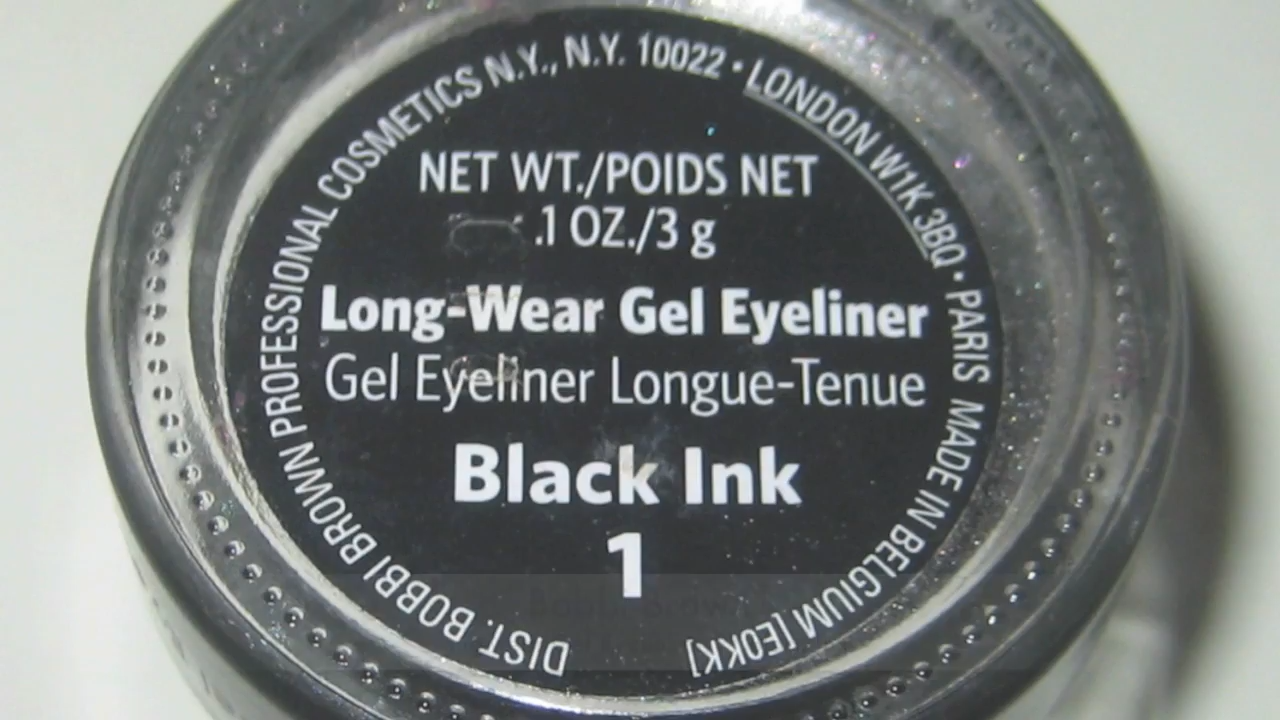 NET WT./POIDS NET
.1 OZ./3 g
Long-Wear Gel Eyeliner
Gel Eyeliner Longue-Tenue
Black Ink
1
DIST. BOBBI BROWN PROFESSIONAL COSMETICS N.Y., N.Y. 10022 • LONDON W1K 3BQ • PARIS MADE IN BELGIUM [E0KK]